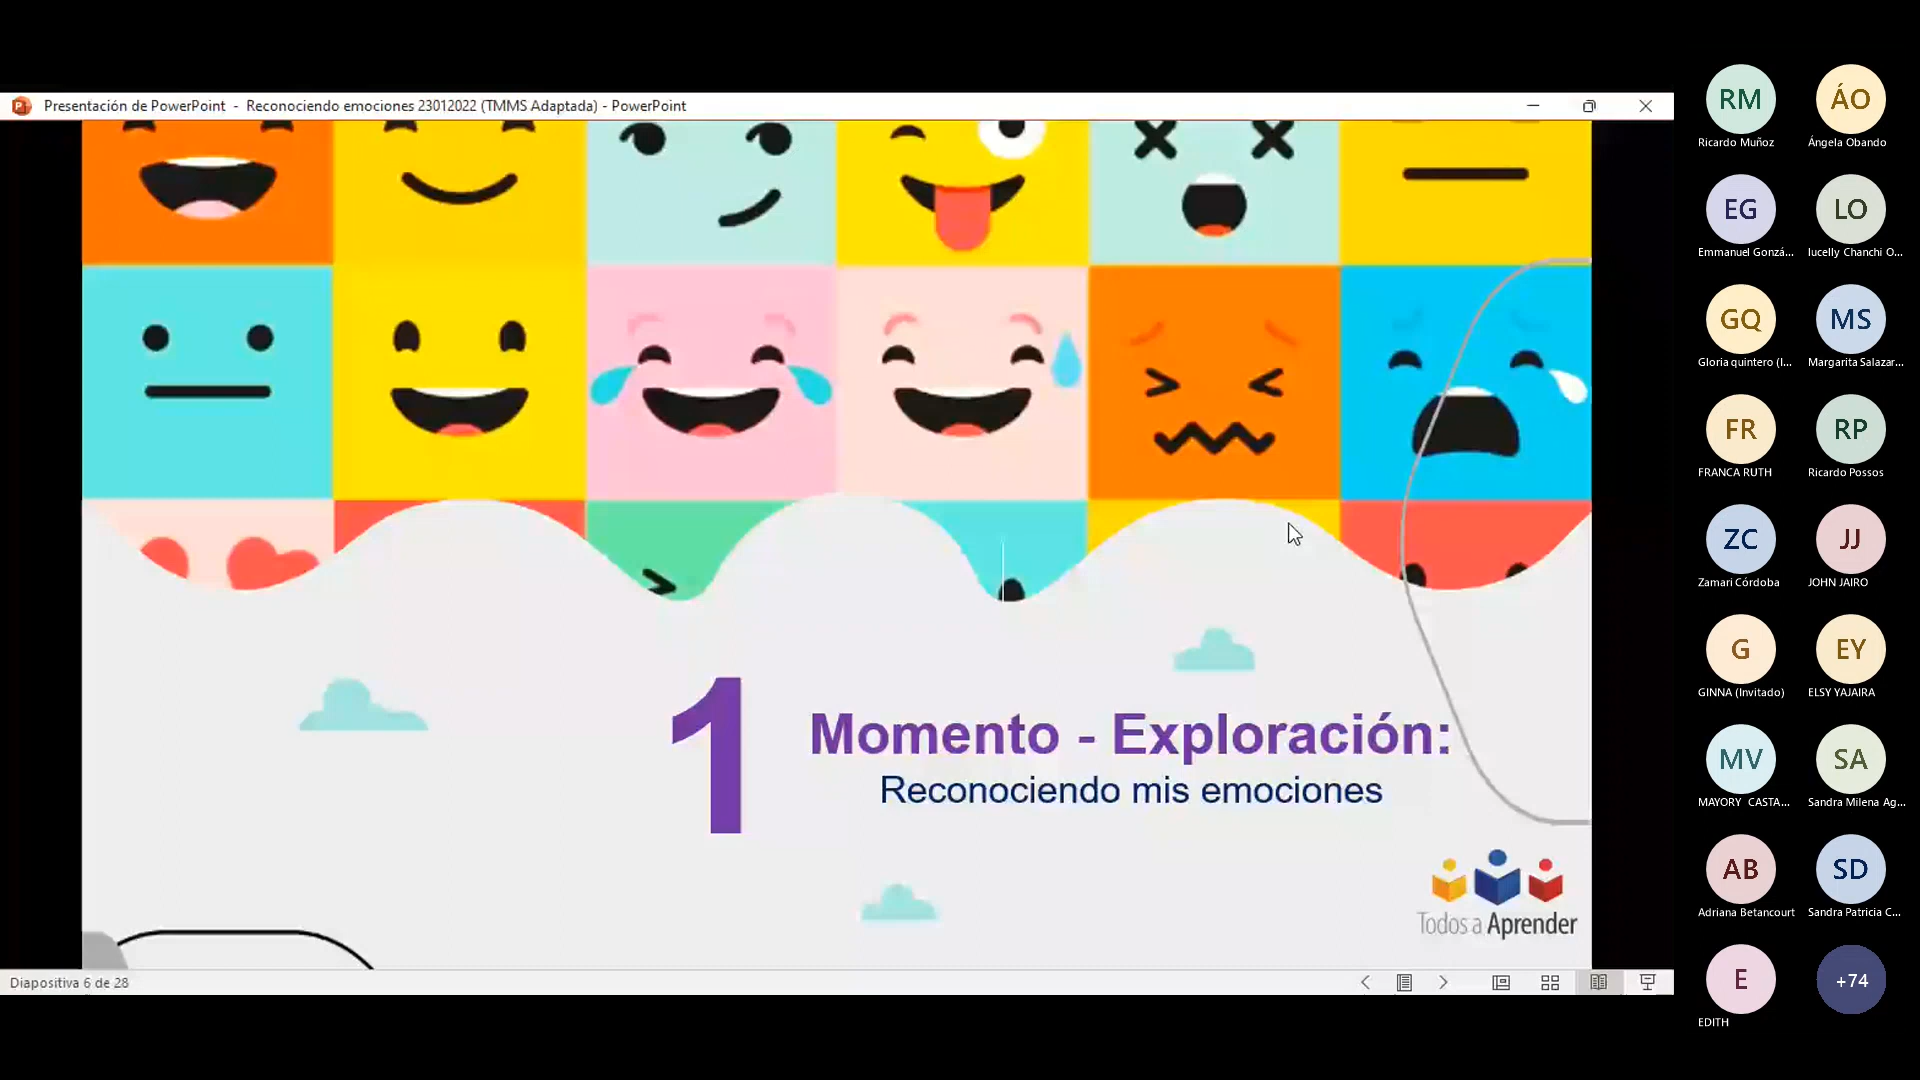 Presentación de PowerPoint - Reconociendo emociones 23012022 (TMMS Adaptada) - PowerPoint
1
Momento - Exploración:
Reconociendo mis emociones
Todos a Aprender
Diapositiva 6 de 28
RM
Ricardo Muñoz
ÁO
Ángela Obando
EG
Emmanuel Gonzá...
LO
lucelly Chanchi O...
GQ
Gloria quintero (I...
MS
Margarita Salazar...
FR
FRANCA RUTH
RP
Ricardo Possos
ZC
Zamari Córdoba
JJ
JOHN JAIRO
G
GINNA (Invitado)
EY
ELSY YAJAIRA
MV
MAYORY CASTA...
SA
Sandra Milena Ag...
AB
Adriana Betancourt
SD
Sandra Patricia C...
E
EDITH
+74